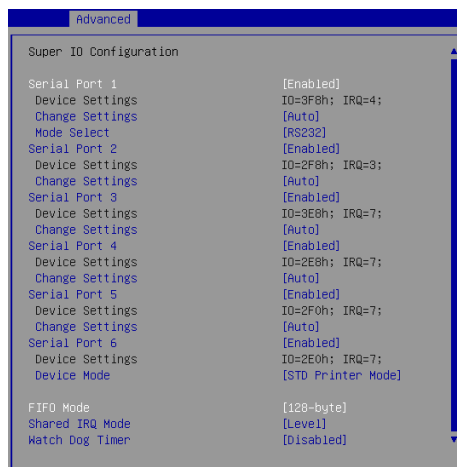 Advanced
Super IO Configuration
Serial Port 1 [Enabled]
Device Settings IO=3F8h; IRQ=4;
Change Settings [Auto]
Mode Select [RS232]
Serial Port 2 [Enabled]
Device Settings IO=2F8h; IRQ=3;
Change Settings [Auto]
Serial Port 3 [Enabled]
Device Settings IO=3E8h; IRQ=7;
Change Settings [Auto]
Serial Port 4 [Enabled]
Device Settings IO=2E8h; IRQ=7;
Change Settings [Auto]
Serial Port 5 [Enabled]
Device Settings IO=2F0h; IRQ=7;
Change Settings [Auto]
Serial Port 6 [Enabled]
Device Settings IO=2E0h; IRQ=7;
Device Mode [STD Printer Mode]
FIFO Mode [128-byte]
Shared IRQ Mode [Level]
Watch Dog Timer [Disabled]